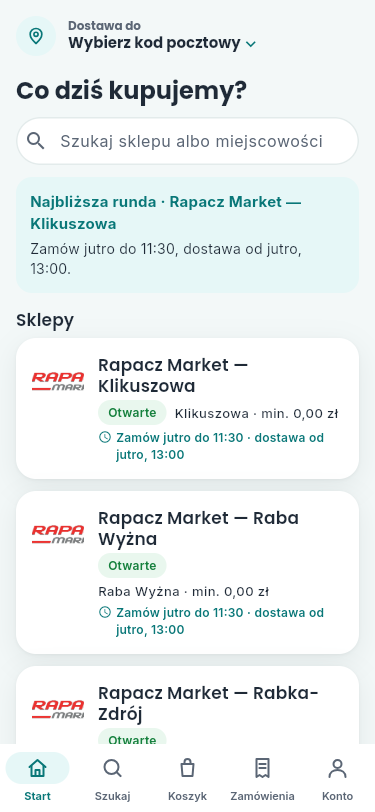 Dostawa do
Wybierz kod pocztowy
Co dziś kupujemy?
Szukaj sklepu albo miejscowości
Najbliższa runda · Rapacz Market —
Klikuszowa
Zamów jutro do 11:30, dostawa od jutro,
13:00.
Sklepy
RAPA
MARI
Rapacz Market —
Klikuszowa
Otwarte Klikuszowa · min. 0,00 zł
Zamów jutro do 11:30 · dostawa od
jutro, 13:00
RAPA
MARI
Rapacz Market — Raba
Wyżna
Otwarte
Raba Wyżna · min. 0,00 zł
Zamów jutro do 11:30 · dostawa od
jutro, 13:00
RAPA
MARI
Rapacz Market — Rabka-
Zdrój
Otwarte
Start Szukaj Koszyk Zamówienia Konto